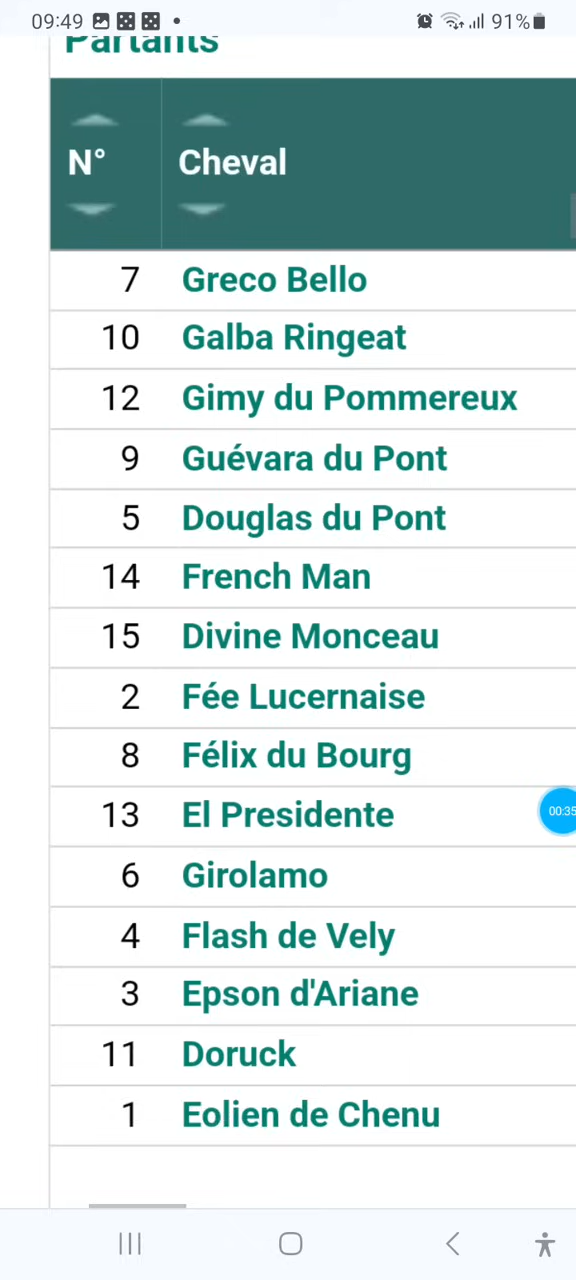 09:49 91%
Partants
N° Cheval
7 Greco Bello
10 Galba Ringeat
12 Gimy du Pommereux
9 Guévara du Pont
5 Douglas du Pont
14 French Man
15 Divine Monceau
2 Fée Lucernaise
8 Félix du Bourg
13 El Presidente
00:35
6 Girolamo
4 Flash de Vely
3 Epson d'Ariane
11 Doruck
1 Eolien de Chenu